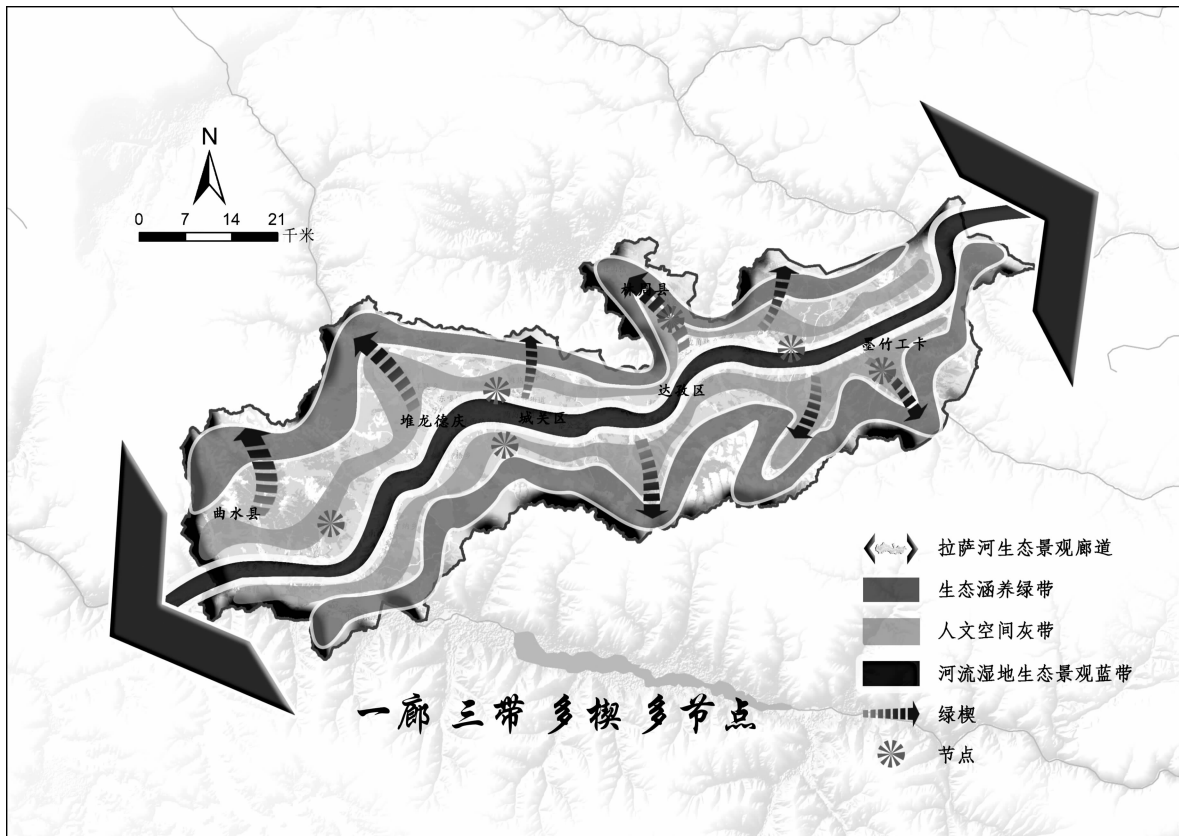 N
0 7 14 21
千米
林周县
墨竹工卡
达孜区
堆龙德庆
城关区
曲水县
拉萨河生态景观廊道
生态涵养绿带
人文空间灰带
河流湿地生态景观蓝带
绿楔
节点
一廊 三带 多楔 多节点